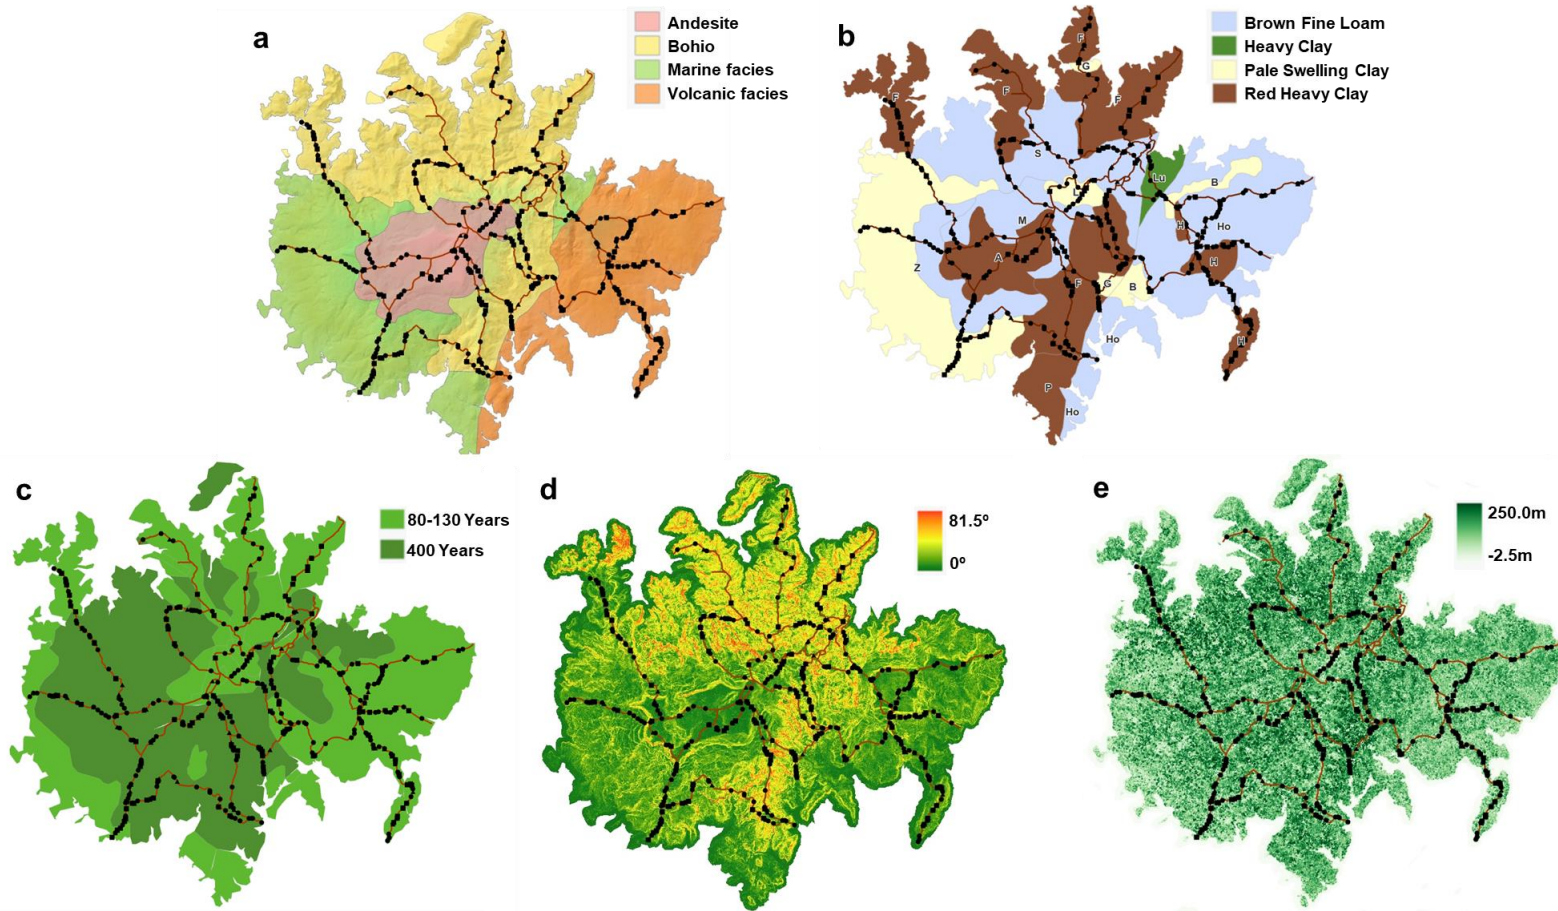 a
Andesite
Bohio
Marine facies
Volcanic facies
b
Brown Fine Loam
Heavy Clay
Pale Swelling Clay
Red Heavy Clay
F
G
F
F
F
S
Lu
L
B
M
H
Ho
Z
A
H
F
G
B
Ho
H
P
Ho
c
80-130 Years
400 Years
d
81.5º
0º
e
250.0m
-2.5m